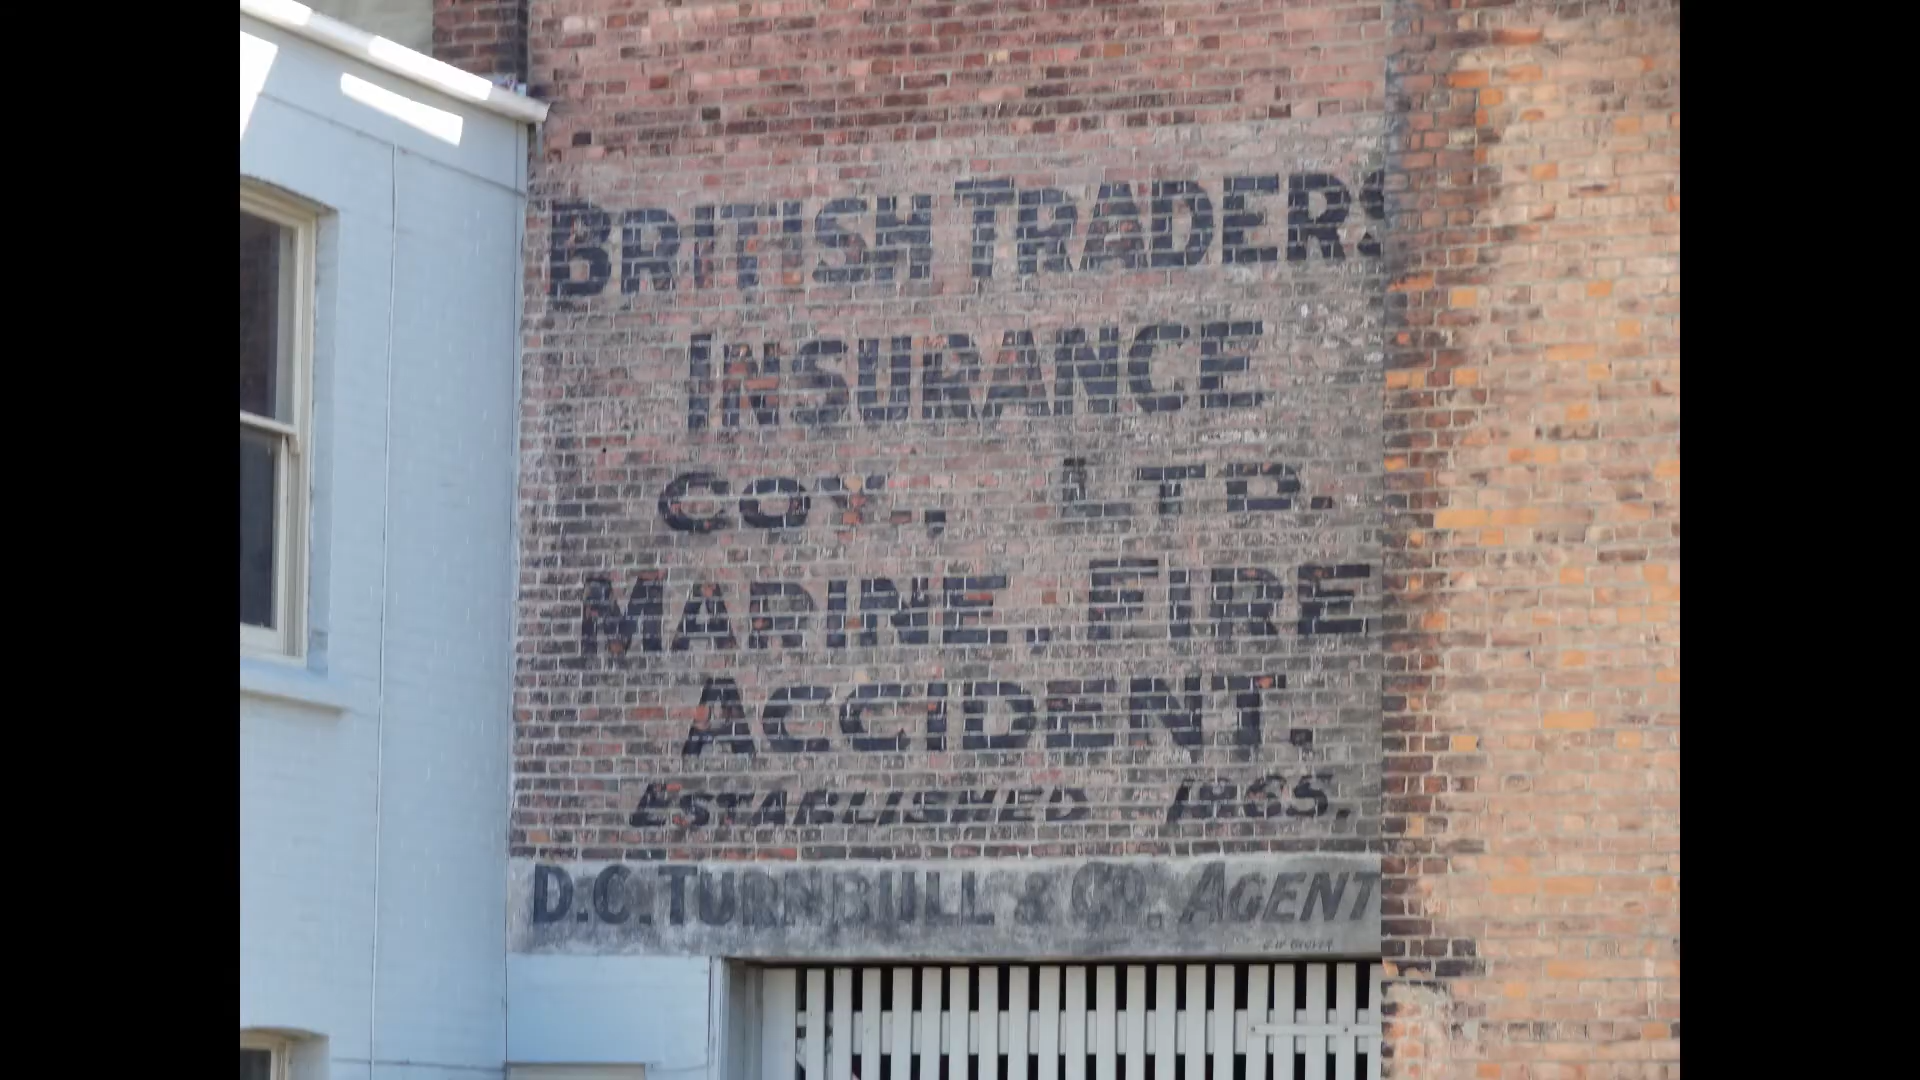 BRITISH TRADERS
INSURANCE
COY., LTD.
MARINE, FIRE
ACCIDENT.
ESTABLISHED 1865.
D.C. TURNBULL & CO. AGENT